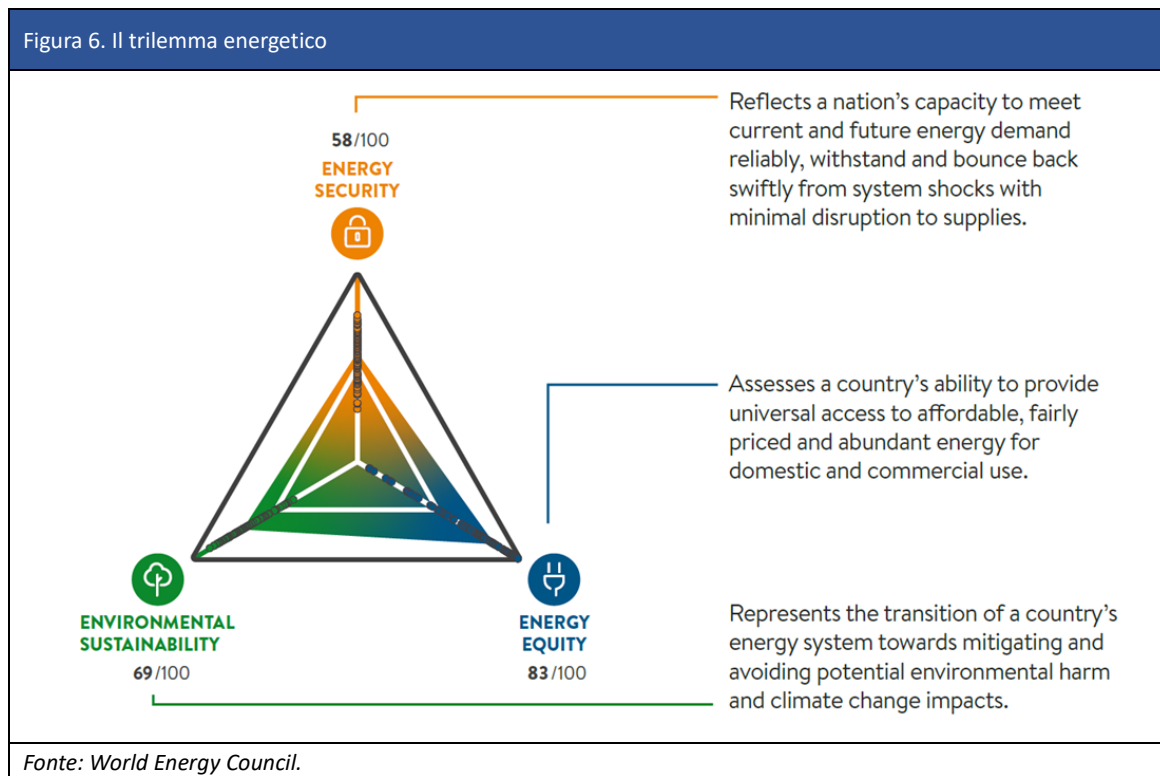 Figura 6. Il trilemma energetico
58/100
ENERGY
SECURITY
Reflects a nation's capacity to meet
current and future energy demand
reliably, withstand and bounce back
swiftly from system shocks with
minimal disruption to supplies.
Assesses a country's ability to provide
universal access to affordable, fairly
priced and abundant energy for
domestic and commercial use.
ENVIRONMENTAL
SUSTAINABILITY
69/100
ENERGY
EQUITY
83/100
Represents the transition of a country's
energy system towards mitigating and
avoiding potential environmental harm
and climate change impacts.
Fonte: World Energy Council.